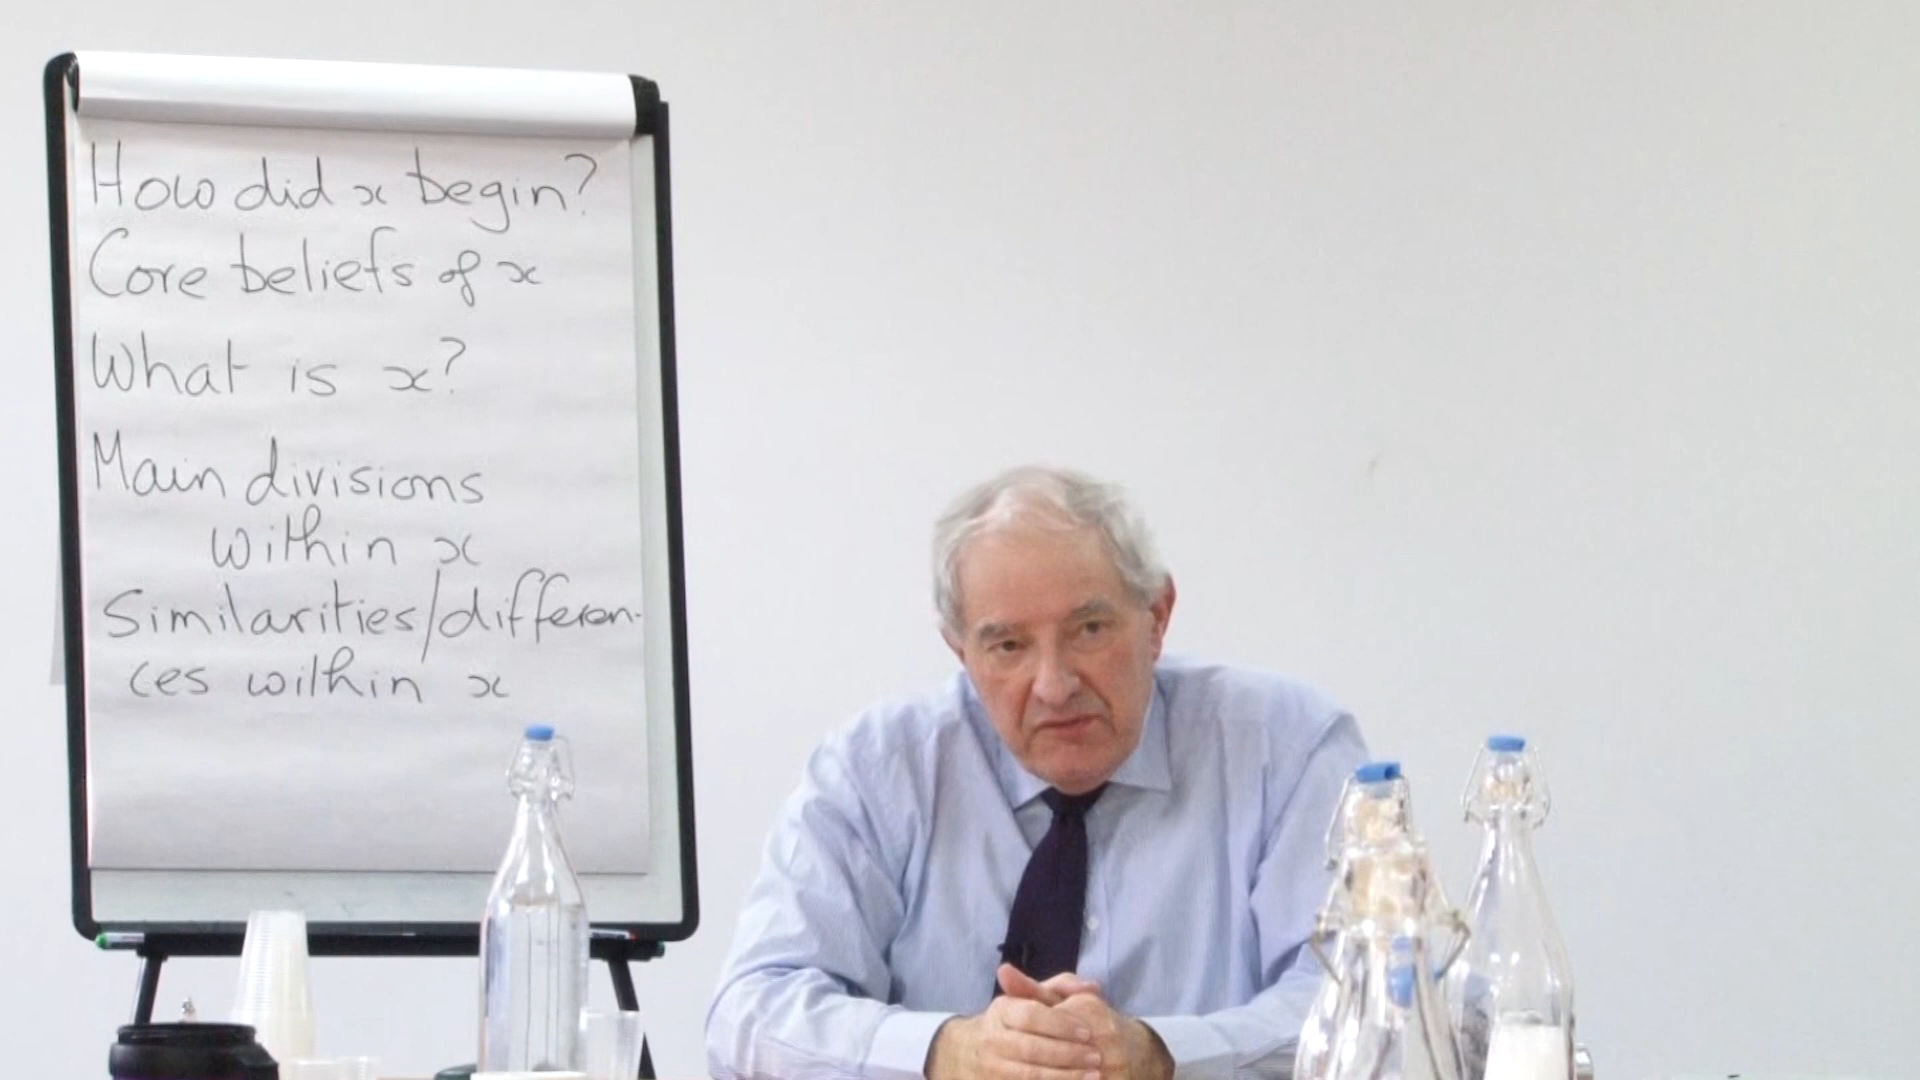 How did x begin?
Core beliefs of x
What is x?
Main divisions
within x
Similarities/differen-
ces within x